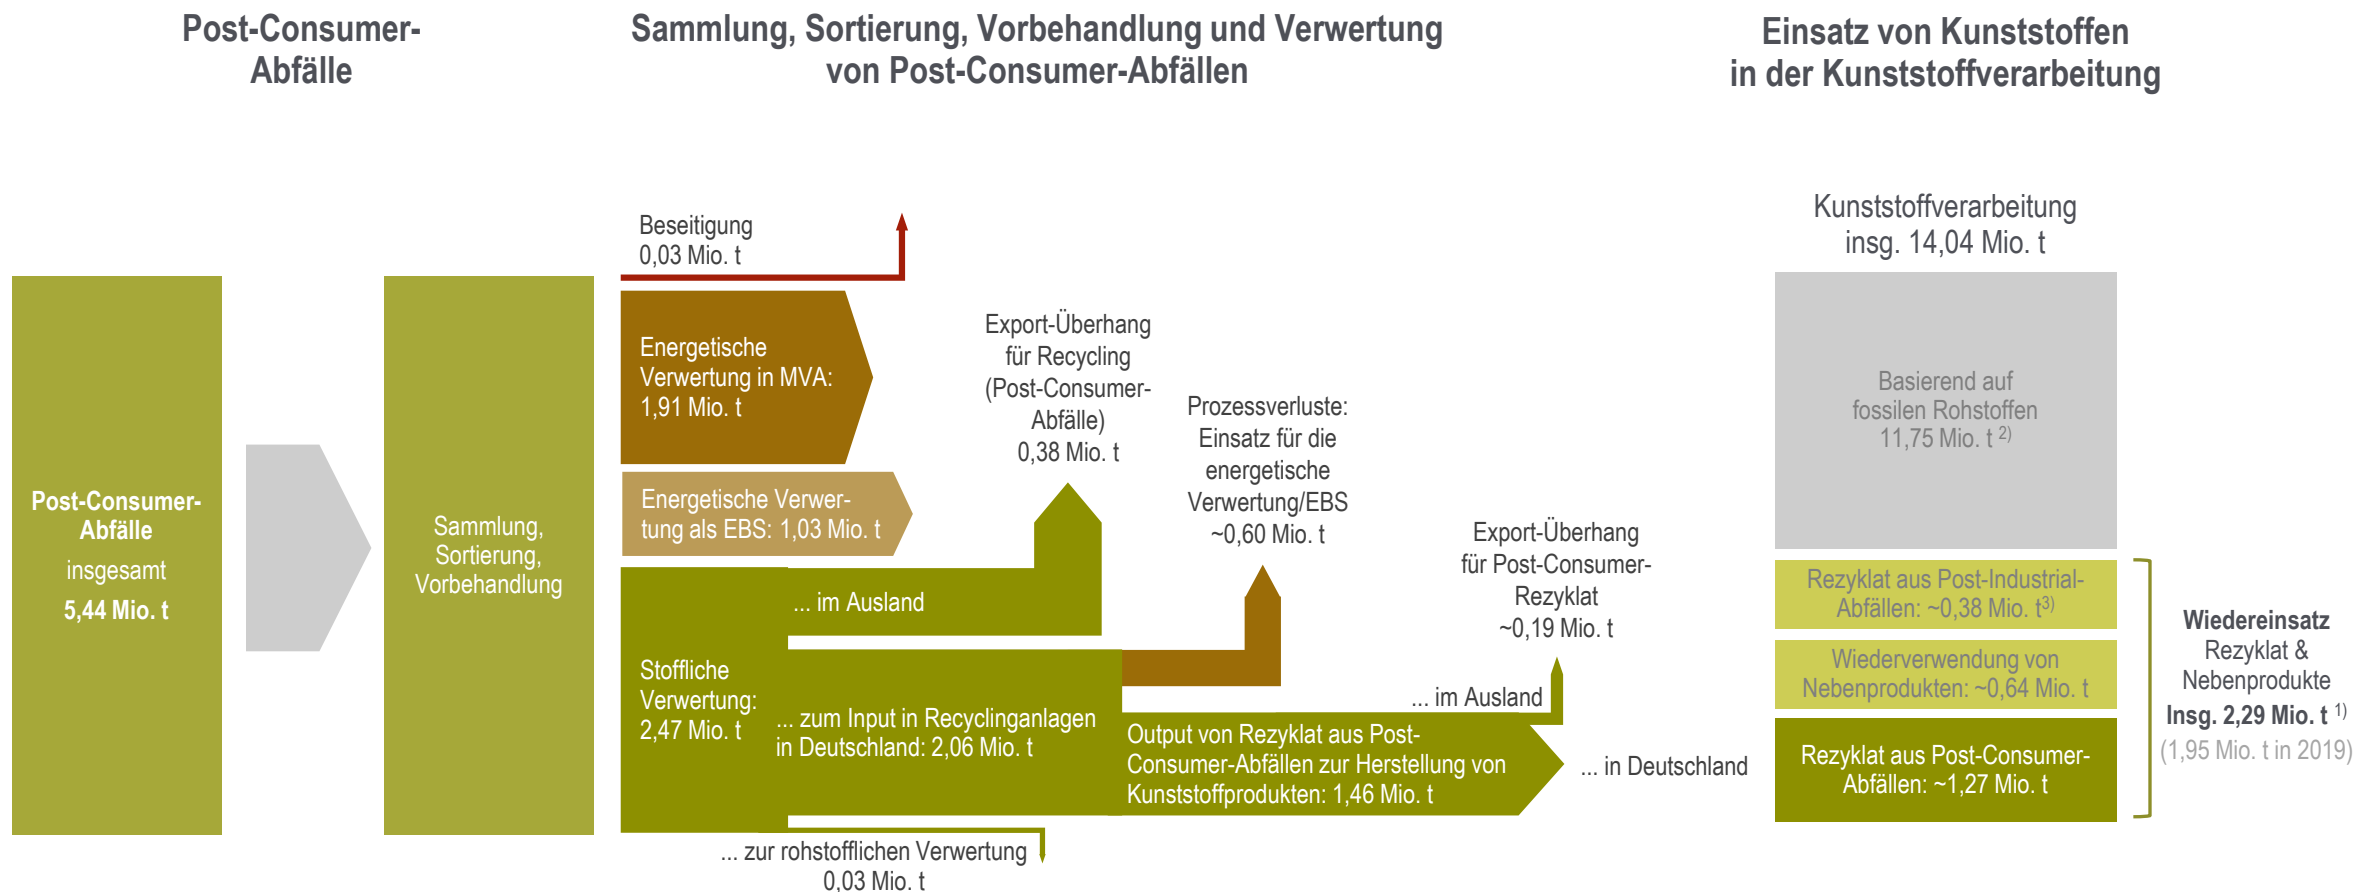 Post-Consumer-
Abfälle
Sammlung, Sortierung, Vorbehandlung und Verwertung
von Post-Consumer-Abfällen
Einsatz von Kunststoffen
in der Kunststoffverarbeitung
Post-Consumer-
Abfälle
insgesamt
5,44 Mio. t
Sammlung,
Sortierung,
Vorbehandlung
Beseitigung
0,03 Mio. t
Energetische
Verwertung in MVA:
1,91 Mio. t
Energetische Verwer-
tung als EBS: 1,03 Mio. t
Stoffliche
Verwertung:
2,47 Mio. t
... im Ausland
Export-Überhang
für Recycling
(Post-Consumer-
Abfälle)
0,38 Mio. t
... zum Input in Recyclinganlagen
in Deutschland: 2,06 Mio. t
... zur rohstofflichen Verwertung
0,03 Mio. t
Prozessverluste:
Einsatz für die
energetische
Verwertung/EBS
~0,60 Mio. t
Output von Rezyklat aus Post-
Consumer-Abfällen zur Herstellung von
Kunststoffprodukten: 1,46 Mio. t
Export-Überhang
für Post-Consumer-
Rezyklat
~0,19 Mio. t
... im Ausland
... in Deutschland
Kunststoffverarbeitung
insg. 14,04 Mio. t
Basierend auf
fossilen Rohstoffen
11,75 Mio. t 2)
Rezyklat aus Post-Industrial-
Abfällen: ~0,38 Mio. t3)
Wiederverwendung von
Nebenprodukten: ~0,64 Mio. t
Rezyklat aus Post-Consumer-
Abfällen: ~1,27 Mio. t
Wiedereinsatz
Rezyklat &
Nebenprodukte
Insg. 2,29 Mio. t 1)
(1,95 Mio. t in 2019)